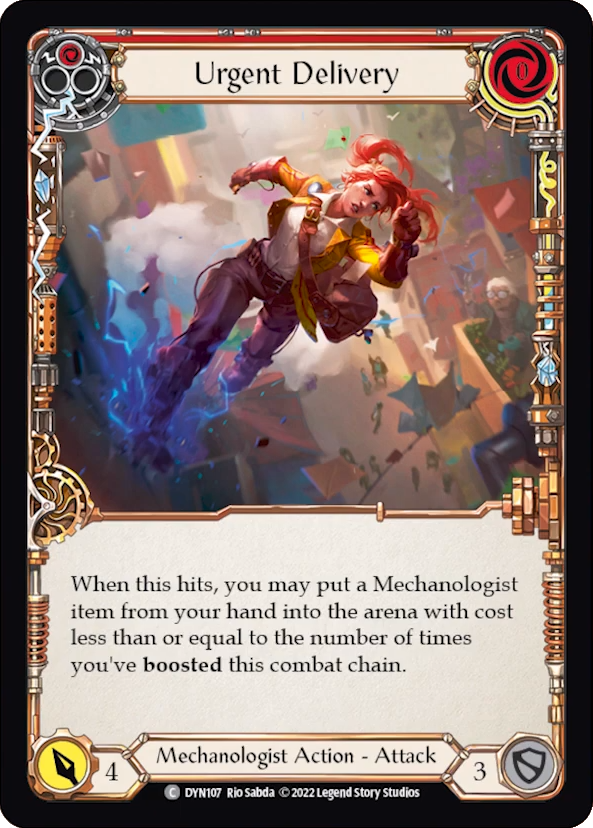 Urgent Delivery
0
When this hits, you may put a Mechanologist
item from your hand into the arena with cost
less than or equal to the number of times
you've boosted this combat chain.
4
Mechanologist Action - Attack
3
C DYN107 Rio Sabda © 2022 Legend Story Studios